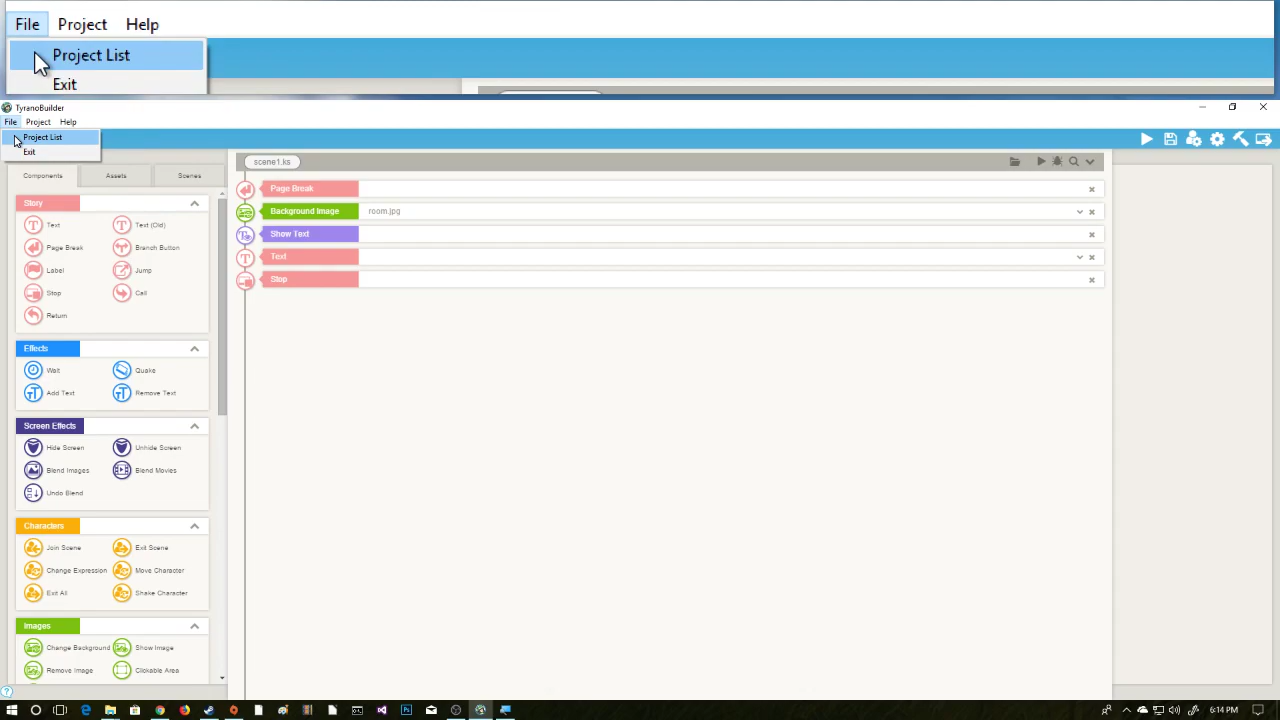 File Project Help
Project List
Exit
TyranoBuilder
File Project Help
Project List
Exit
Components Assets Scenes
scene1.ks
Story
Text Text (Old)
Page Break Branch Button
Label Jump
Stop Call
Return
Effects
Wait Quake
Add Text Remove Text
Screen Effects
Hide Screen Unhide Screen
Blend Images Blend Movies
Undo Blend
Characters
Join Scene Exit Scene
Change Expression Move Character
Exit All Shake Character
Images
Change Background Show Image
Remove Image Clickable Area
Page Break
Background Image room.jpg
Show Text
Text
Stop
6:14 PM